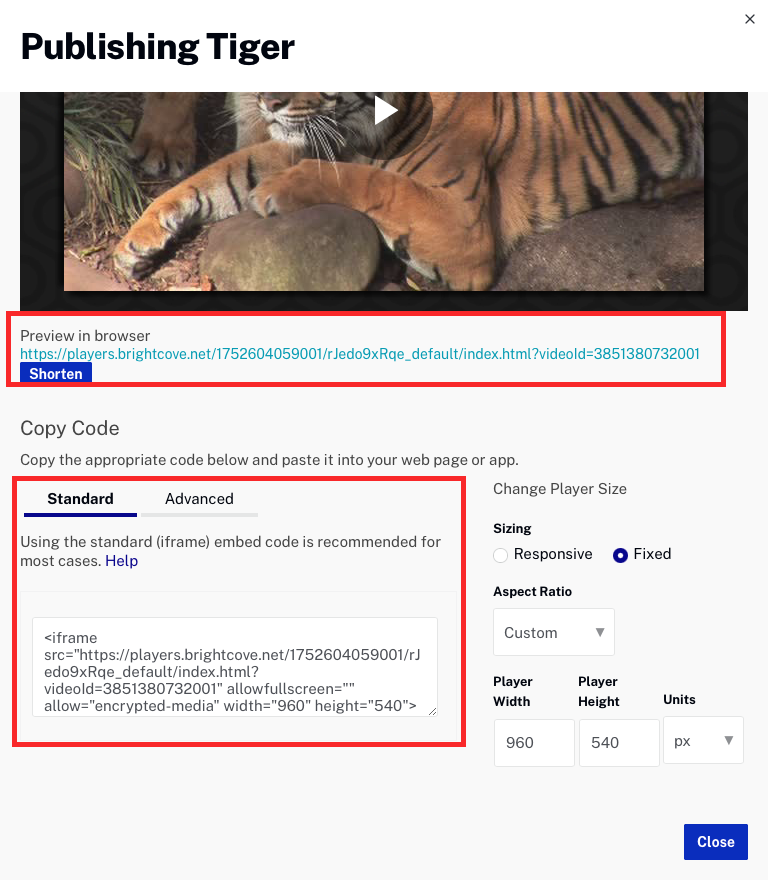 Publishing Tiger
Preview in browser
https://players.brightcove.net/1752604059001/rJedo9xRqe_default/index.html?videoId=3851380732001
Shorten
Copy Code
Copy the appropriate code below and paste it into your web page or app.
Standard
Advanced
Using the standard (iframe) embed code is recommended for
most cases. Help
<iframe
src="https://players.brightcove.net/1752604059001/rJ
edo9xRqe_default/index.html?
videoId=3851380732001" allowfullscreen=""
allow="encrypted-media" width="960" height="540">
Change Player Size
Sizing
Responsive
Fixed
Aspect Ratio
Custom
Player
Width
Player
Height
Units
960
540
px
Close